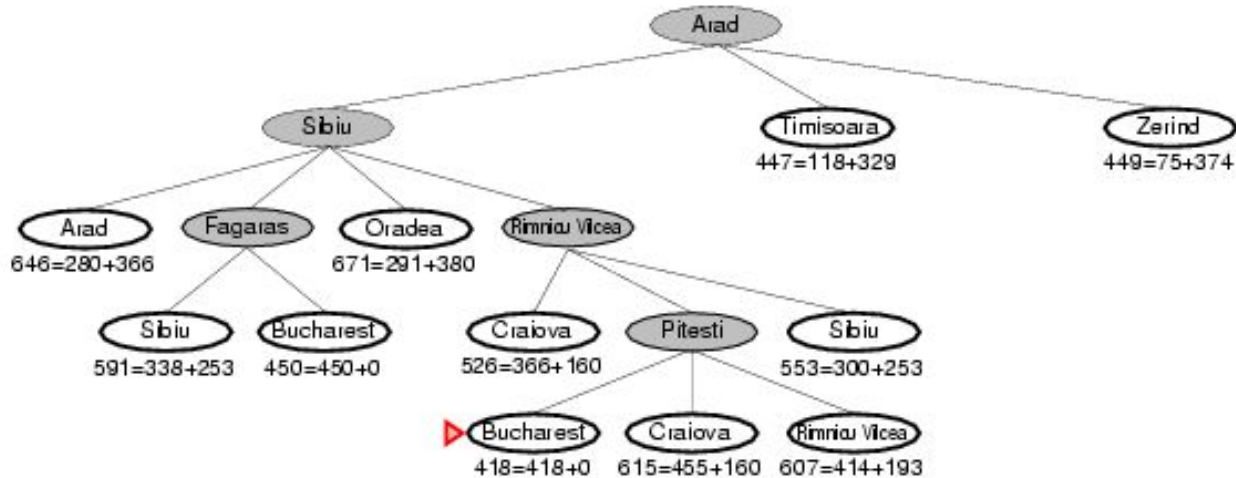 Arad
Sibiu
Timisoara
Zerind
447=118+329
449=75+374
Arad
Fagaras
Oradea
Rimnicu Vilcea
646=280+366
671=291+380
Sibiu
Bucharest
Craiova
Pitesti
Sibiu
591=338+253
450=450+0
526=366+160
553=300+253
Bucharest
Craiova
Rimnicu Vilcea
418=418+0
615=455+160
607=414+193